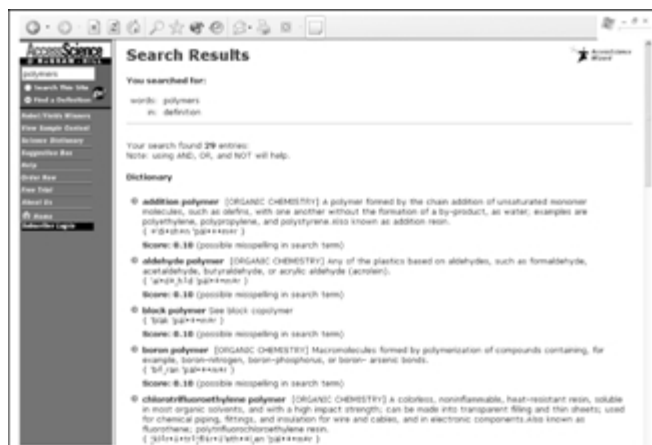 AccessScience
polymers
Search This Site
Find a Definition
Nobel/Fields Winners
View Sample Content
Science Dictionary
Suggestion Box
Help
Order Now
Free Trial
About Us
Home
Subscriber Login
Search Results
AccessScience
Wizard
You searched for:
words: polymers
in: definition
Your search found 29 entries:
Note: using AND, OR, and NOT will help.
Dictionary
addition polymer [ORGANIC CHEMISTRY] A polymer formed by the chain addition of unsaturated monomer
molecules, such as olefins, with one another without the formation of a by-product, as water; examples are
polyethylene, polypropylene, and polystyrene.Also known as addition resin.
Score: 0.10 (possible misspelling in search term)
aldehyde polymer [ORGANIC CHEMISTRY] Any of the plastics based on aldehydes, such as formaldehyde,
acetaldehyde, butyraldehyde, or acrylic aldehyde (acrolein).
Score: 0.10 (possible misspelling in search term)
block polymer See block copolymer
Score: 0.10 (possible misspelling in search term)
boron polymer [ORGANIC CHEMISTRY] Macromolecules formed by polymerization of compounds containing, for
example, boron-nitrogen, boron-phosphorus, or boron- arsenic bonds.
Score: 0.10 (possible misspelling in search term)
chlorotrifluoroethylene polymer [ORGANIC CHEMISTRY] A colorless, noninflammable, heat-resistant resin, soluble
in most organic solvents, and with a high impact strength; can be made into transparent filling and thin sheets; used
for chemical piping, fittings, and insulation for wire and cables, and in electronic components.Also known as
fluorothene; polytrifluorochloroethylene resin.